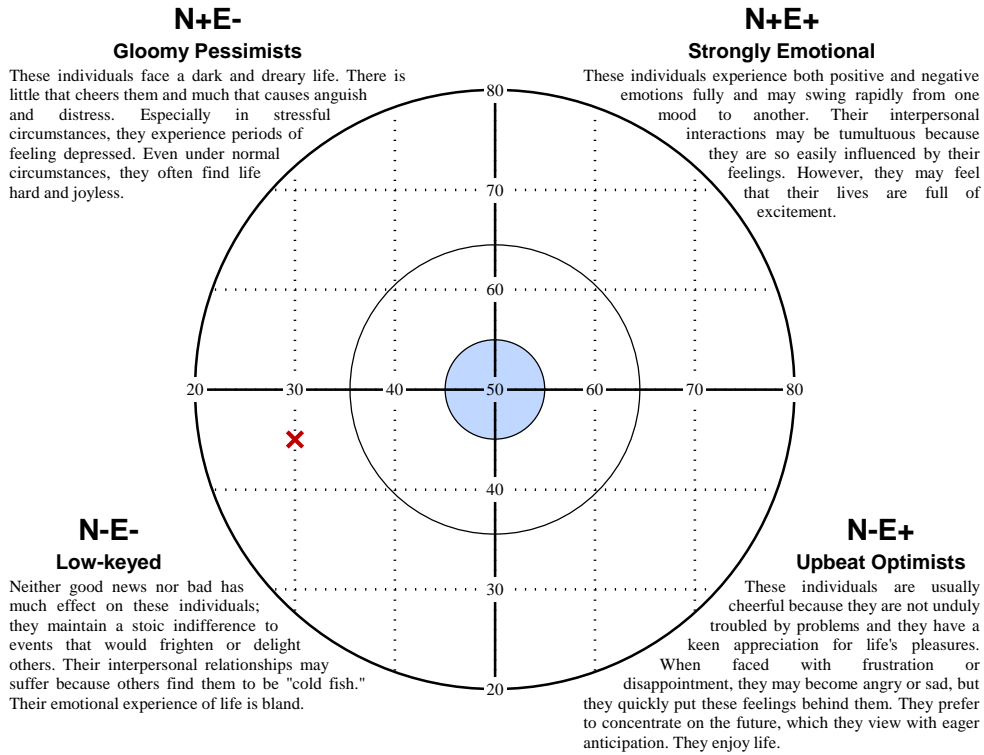 N+E-
Gloomy Pessimists
These individuals face a dark and dreary life. There is
little that cheers them and much that causes anguish
and distress. Especially in stressful
circumstances, they experience periods of
feeling depressed. Even under normal
circumstances, they often find life
hard and joyless.
N+E+
Strongly Emotional
These individuals experience both positive and negative
emotions fully and may swing rapidly from one
mood to another. Their interpersonal
interactions may be tumultuous because
they are so easily influenced by their
feelings. However, they may feel
that their lives are full of
excitement.
80
70
60
20 30 40 50 60 70 80
40
30
20
N-E-
Low-keyed
Neither good news nor bad has
much effect on these individuals;
they maintain a stoic indifference to
events that would frighten or delight
others. Their interpersonal relationships may
suffer because others find them to be "cold fish."
Their emotional experience of life is bland.
N-E+
Upbeat Optimists
These individuals are usually
cheerful because they are not unduly
troubled by problems and they have a
keen appreciation for life's pleasures.
When faced with frustration or
disappointment, they may become angry or sad, but
they quickly put these feelings behind them. They prefer
to concentrate on the future, which they view with eager
anticipation. They enjoy life.